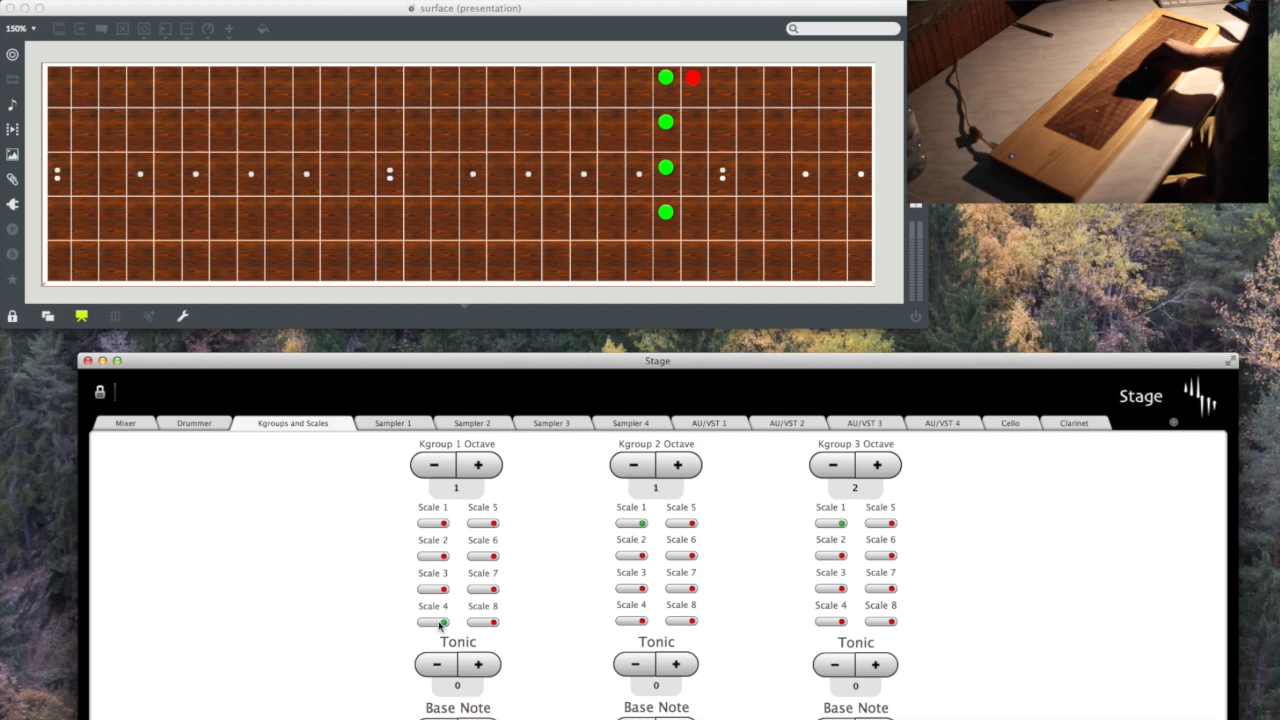 surface (presentation)
150%
Stage
Stage
Mixer Drummer Kgroups and Scales Sampler 1 Sampler 2 Sampler 3 Sampler 4 AU/VST 1 AU/VST 2 AU/VST 3 AU/VST 4 Cello Clarinet
Kgroup 1 Octave Kgroup 2 Octave Kgroup 3 Octave
− + − + − +
1 1 2
Scale 1 Scale 5 Scale 1 Scale 5 Scale 1 Scale 5
Scale 2 Scale 6 Scale 2 Scale 6 Scale 2 Scale 6
Scale 3 Scale 7 Scale 3 Scale 7 Scale 3 Scale 7
Scale 4 Scale 8 Scale 4 Scale 8 Scale 4 Scale 8
Tonic Tonic Tonic
− + − + − +
0 0 0
Base Note Base Note Base Note